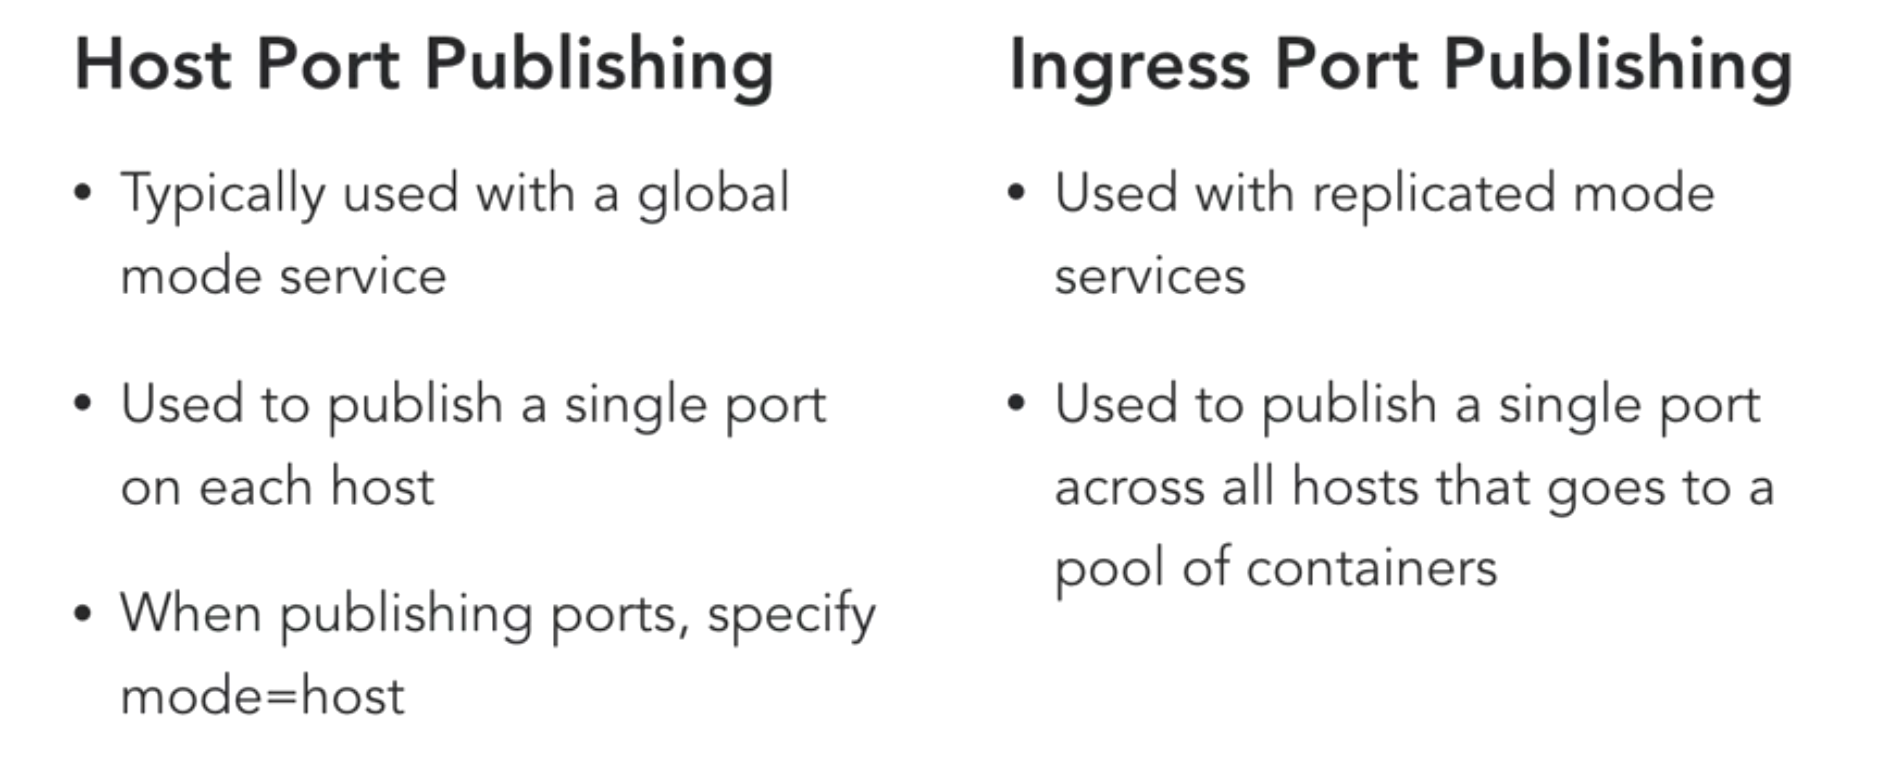 Host Port Publishing
• Typically used with a global
mode service
• Used to publish a single port
on each host
• When publishing ports, specify
mode=host
Ingress Port Publishing
• Used with replicated mode
services
• Used to publish a single port
across all hosts that goes to a
pool of containers